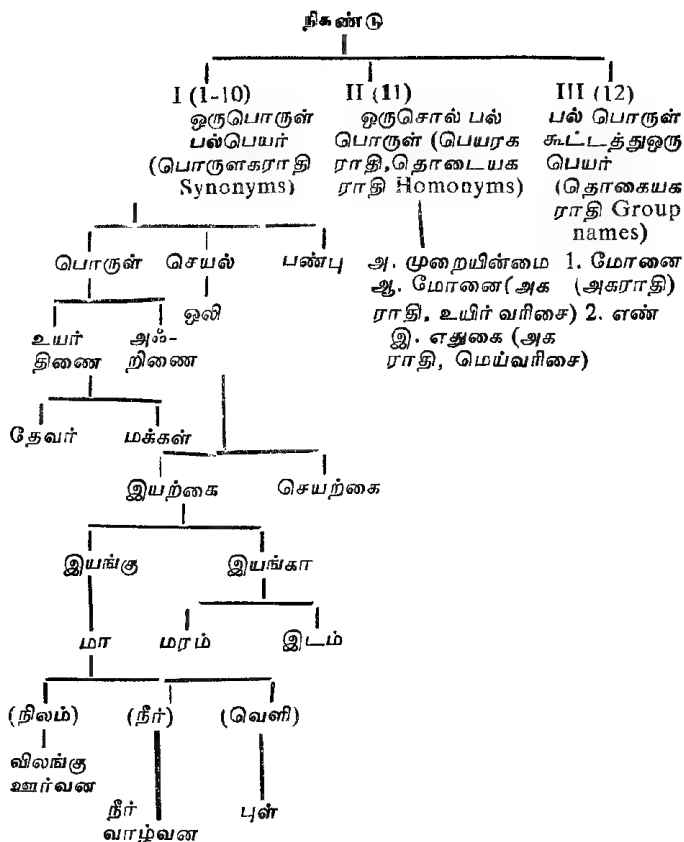 நிகண்டு
I (1-10)
ஒருபொருள்
பல்பெயர்
(பொருளகராதி
Synonyms)
II (11)
ஒருசொல் பல்
பொருள் (பெயரக
ராதி,தொடையக
ராதி Homonyms)
III (12)
பல் பொருள்
கூட்டத்துஒரு
பெயர்
(தொகையக
ராதி Group
names)
பொருள் செயல் பண்பு
ஒலி
அ. முறையின்மை
ஆ. மோனை(அக
ராதி, உயிர் வரிசை)
இ. எதுகை (அக
ராதி, மெய்வரிசை)
1. மோனை
(அகராதி)
2. எண்
உயர்
திணை
அஃ-
றிணை
தேவர் மக்கள்
இயற்கை செயற்கை
இயங்கு இயங்கா
மா மரம் இடம்
(நிலம்) (நீர்) (வெளி)
விலங்கு
ஊர்வன
நீர்
வாழ்வன
புள்